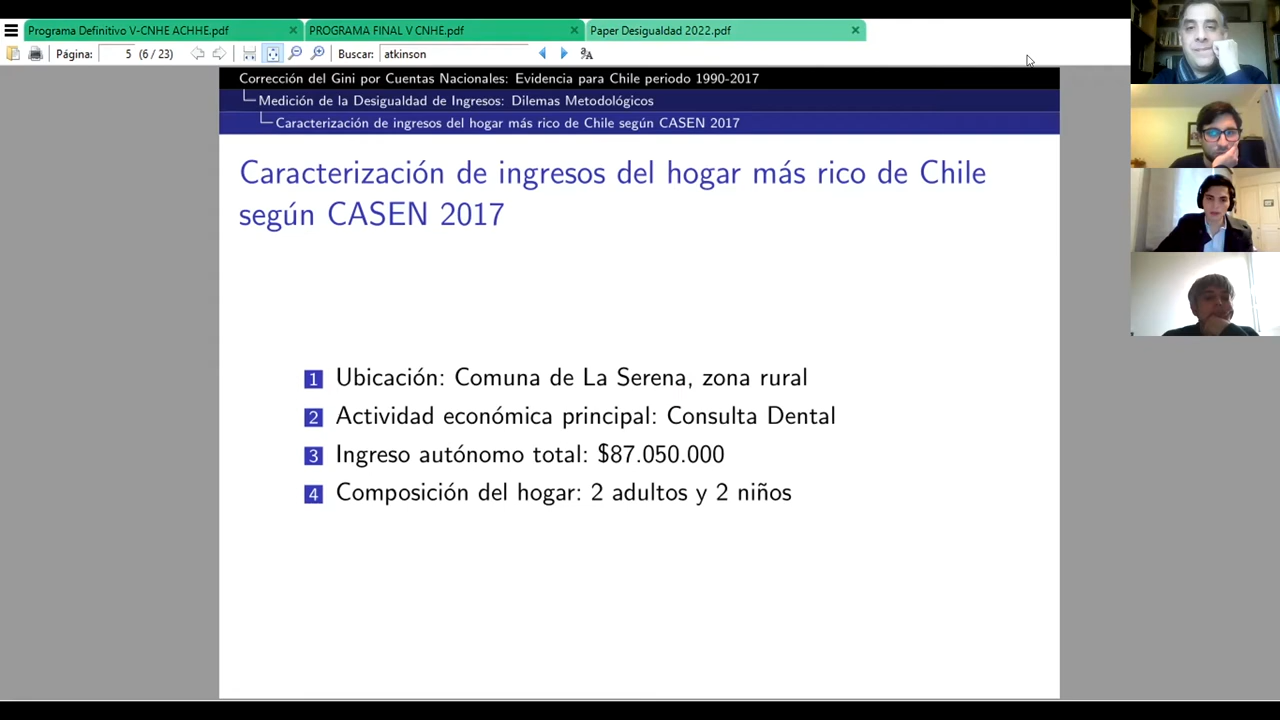 Programa Definitivo V-CNHE ACHHE.pdf
PROGRAMA FINAL V CNHE.pdf
Paper Desigualdad 2022.pdf
Página: 5 (6 / 23) Buscar: atkinson
Corrección del Gini por Cuentas Nacionales: Evidencia para Chile periodo 1990-2017
Medición de la Desigualdad de Ingresos: Dilemas Metodológicos
Caracterización de ingresos del hogar más rico de Chile según CASEN 2017
Caracterización de ingresos del hogar más rico de Chile
según CASEN 2017
1 Ubicación: Comuna de La Serena, zona rural
2 Actividad económica principal: Consulta Dental
3 Ingreso autónomo total: $87.050.000
4 Composición del hogar: 2 adultos y 2 niños